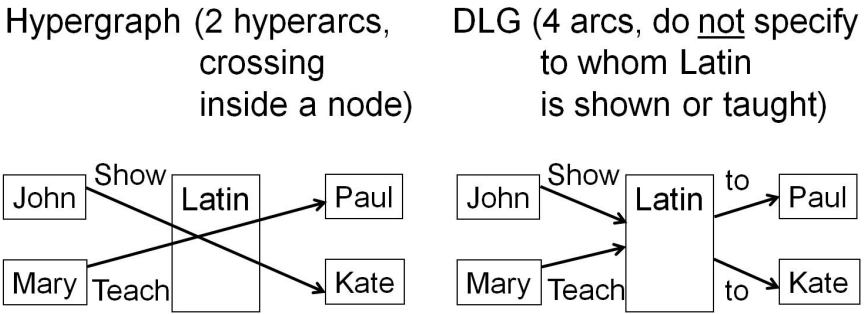 Hypergraph (2 hyperarcs,
crossing
inside a node)
DLG (4 arcs, do not specify
to whom Latin
is shown or taught)
John
Show
Latin
Paul
Mary
Teach
Kate
John
Show
Latin
to
Paul
Mary
Teach
to
Kate